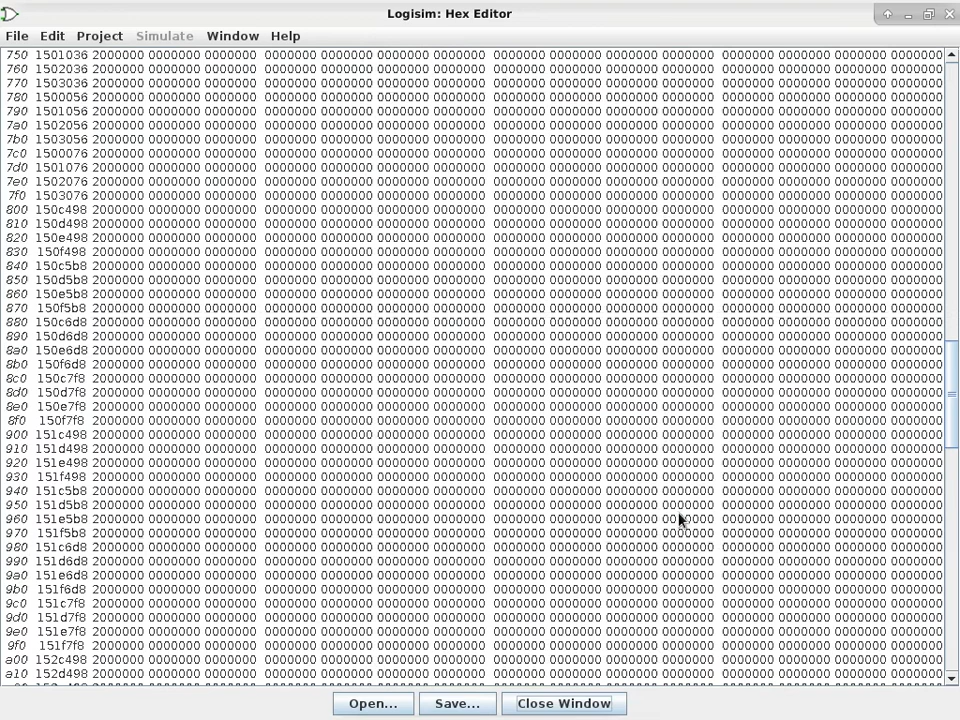 Logisim: Hex Editor
File Edit Project Simulate Window Help
750 1501036 2000000 0000000 0000000 0000000 0000000 0000000 0000000 0000000 0000000 0000000 0000000 0000000 0000000 0000000 0000000
760 1502036 2000000 0000000 0000000 0000000 0000000 0000000 0000000 0000000 0000000 0000000 0000000 0000000 0000000 0000000 0000000
770 1503036 2000000 0000000 0000000 0000000 0000000 0000000 0000000 0000000 0000000 0000000 0000000 0000000 0000000 0000000 0000000
780 1500056 2000000 0000000 0000000 0000000 0000000 0000000 0000000 0000000 0000000 0000000 0000000 0000000 0000000 0000000 0000000
790 1501056 2000000 0000000 0000000 0000000 0000000 0000000 0000000 0000000 0000000 0000000 0000000 0000000 0000000 0000000 0000000
7a0 1502056 2000000 0000000 0000000 0000000 0000000 0000000 0000000 0000000 0000000 0000000 0000000 0000000 0000000 0000000 0000000
7b0 1503056 2000000 0000000 0000000 0000000 0000000 0000000 0000000 0000000 0000000 0000000 0000000 0000000 0000000 0000000 0000000
7c0 1500076 2000000 0000000 0000000 0000000 0000000 0000000 0000000 0000000 0000000 0000000 0000000 0000000 0000000 0000000 0000000
7d0 1501076 2000000 0000000 0000000 0000000 0000000 0000000 0000000 0000000 0000000 0000000 0000000 0000000 0000000 0000000 0000000
7e0 1502076 2000000 0000000 0000000 0000000 0000000 0000000 0000000 0000000 0000000 0000000 0000000 0000000 0000000 0000000 0000000
7f0 1503076 2000000 0000000 0000000 0000000 0000000 0000000 0000000 0000000 0000000 0000000 0000000 0000000 0000000 0000000 0000000
800 150c498 2000000 0000000 0000000 0000000 0000000 0000000 0000000 0000000 0000000 0000000 0000000 0000000 0000000 0000000 0000000
810 150d498 2000000 0000000 0000000 0000000 0000000 0000000 0000000 0000000 0000000 0000000 0000000 0000000 0000000 0000000 0000000
820 150e498 2000000 0000000 0000000 0000000 0000000 0000000 0000000 0000000 0000000 0000000 0000000 0000000 0000000 0000000 0000000
830 150f498 2000000 0000000 0000000 0000000 0000000 0000000 0000000 0000000 0000000 0000000 0000000 0000000 0000000 0000000 0000000
840 150c5b8 2000000 0000000 0000000 0000000 0000000 0000000 0000000 0000000 0000000 0000000 0000000 0000000 0000000 0000000 0000000
850 150d5b8 2000000 0000000 0000000 0000000 0000000 0000000 0000000 0000000 0000000 0000000 0000000 0000000 0000000 0000000 0000000
860 150e5b8 2000000 0000000 0000000 0000000 0000000 0000000 0000000 0000000 0000000 0000000 0000000 0000000 0000000 0000000 0000000
870 150f5b8 2000000 0000000 0000000 0000000 0000000 0000000 0000000 0000000 0000000 0000000 0000000 0000000 0000000 0000000 0000000
880 150c6d8 2000000 0000000 0000000 0000000 0000000 0000000 0000000 0000000 0000000 0000000 0000000 0000000 0000000 0000000 0000000
890 150d6d8 2000000 0000000 0000000 0000000 0000000 0000000 0000000 0000000 0000000 0000000 0000000 0000000 0000000 0000000 0000000
8a0 150e6d8 2000000 0000000 0000000 0000000 0000000 0000000 0000000 0000000 0000000 0000000 0000000 0000000 0000000 0000000 0000000
8b0 150f6d8 2000000 0000000 0000000 0000000 0000000 0000000 0000000 0000000 0000000 0000000 0000000 0000000 0000000 0000000 0000000
8c0 150c7f8 2000000 0000000 0000000 0000000 0000000 0000000 0000000 0000000 0000000 0000000 0000000 0000000 0000000 0000000 0000000
8d0 150d7f8 2000000 0000000 0000000 0000000 0000000 0000000 0000000 0000000 0000000 0000000 0000000 0000000 0000000 0000000 0000000
8e0 150e7f8 2000000 0000000 0000000 0000000 0000000 0000000 0000000 0000000 0000000 0000000 0000000 0000000 0000000 0000000 0000000
8f0 150f7f8 2000000 0000000 0000000 0000000 0000000 0000000 0000000 0000000 0000000 0000000 0000000 0000000 0000000 0000000 0000000
900 151c498 2000000 0000000 0000000 0000000 0000000 0000000 0000000 0000000 0000000 0000000 0000000 0000000 0000000 0000000 0000000
910 151d498 2000000 0000000 0000000 0000000 0000000 0000000 0000000 0000000 0000000 0000000 0000000 0000000 0000000 0000000 0000000
920 151e498 2000000 0000000 0000000 0000000 0000000 0000000 0000000 0000000 0000000 0000000 0000000 0000000 0000000 0000000 0000000
930 151f498 2000000 0000000 0000000 0000000 0000000 0000000 0000000 0000000 0000000 0000000 0000000 0000000 0000000 0000000 0000000
940 151c5b8 2000000 0000000 0000000 0000000 0000000 0000000 0000000 0000000 0000000 0000000 0000000 0000000 0000000 0000000 0000000
950 151d5b8 2000000 0000000 0000000 0000000 0000000 0000000 0000000 0000000 0000000 0000000 0000000 0000000 0000000 0000000 0000000
960 151e5b8 2000000 0000000 0000000 0000000 0000000 0000000 0000000 0000000 0000000 0000000 0000000 0000000 0000000 0000000 0000000
970 151f5b8 2000000 0000000 0000000 0000000 0000000 0000000 0000000 0000000 0000000 0000000 0000000 0000000 0000000 0000000 0000000
980 151c6d8 2000000 0000000 0000000 0000000 0000000 0000000 0000000 0000000 0000000 0000000 0000000 0000000 0000000 0000000 0000000
990 151d6d8 2000000 0000000 0000000 0000000 0000000 0000000 0000000 0000000 0000000 0000000 0000000 0000000 0000000 0000000 0000000
9a0 151e6d8 2000000 0000000 0000000 0000000 0000000 0000000 0000000 0000000 0000000 0000000 0000000 0000000 0000000 0000000 0000000
9b0 151f6d8 2000000 0000000 0000000 0000000 0000000 0000000 0000000 0000000 0000000 0000000 0000000 0000000 0000000 0000000 0000000
9c0 151c7f8 2000000 0000000 0000000 0000000 0000000 0000000 0000000 0000000 0000000 0000000 0000000 0000000 0000000 0000000 0000000
9d0 151d7f8 2000000 0000000 0000000 0000000 0000000 0000000 0000000 0000000 0000000 0000000 0000000 0000000 0000000 0000000 0000000
9e0 151e7f8 2000000 0000000 0000000 0000000 0000000 0000000 0000000 0000000 0000000 0000000 0000000 0000000 0000000 0000000 0000000
9f0 151f7f8 2000000 0000000 0000000 0000000 0000000 0000000 0000000 0000000 0000000 0000000 0000000 0000000 0000000 0000000 0000000
a00 152c498 2000000 0000000 0000000 0000000 0000000 0000000 0000000 0000000 0000000 0000000 0000000 0000000 0000000 0000000 0000000
a10 152d498 2000000 0000000 0000000 0000000 0000000 0000000 0000000 0000000 0000000 0000000 0000000 0000000 0000000 0000000 0000000
Open... Save... Close Window